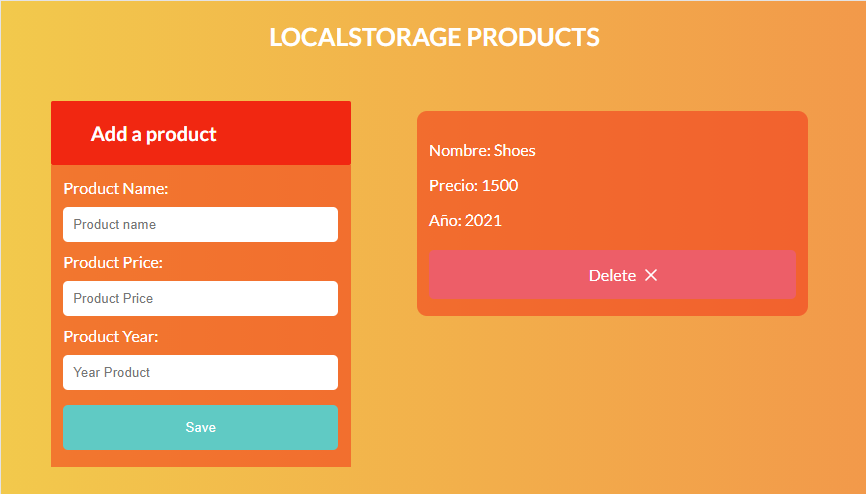 LOCALSTORAGE PRODUCTS
Add a product
Product Name:
Product name
Product Price:
Product Price
Product Year:
Year Product
Save
Nombre: Shoes
Precio: 1500
Año: 2021
Delete ✕